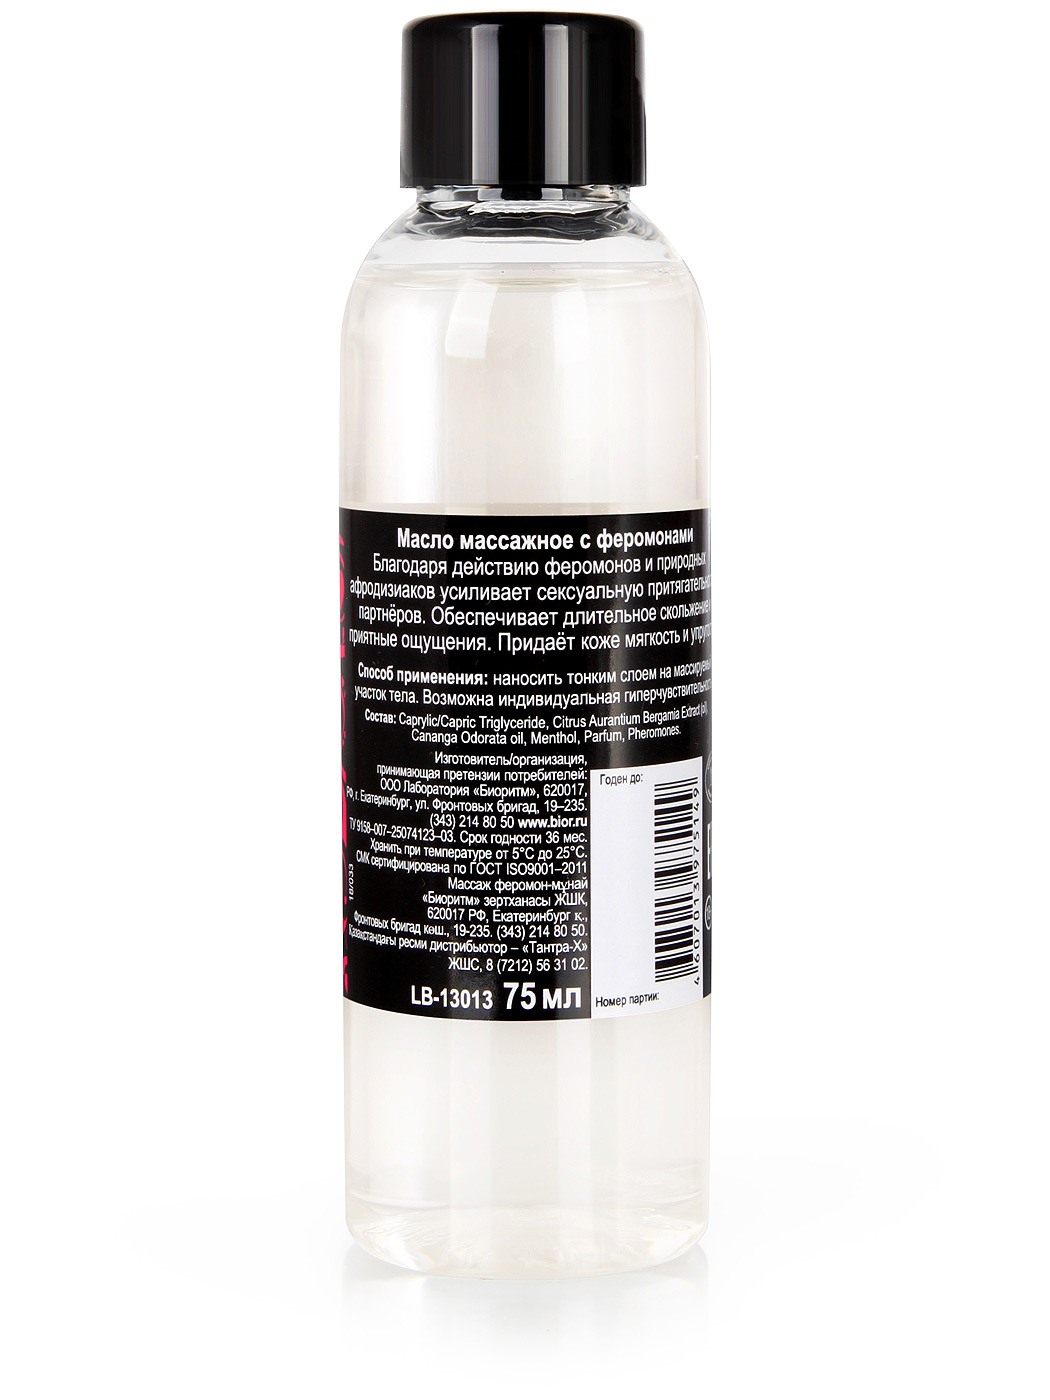 Масло массажное с феромонами
Благодаря действию феромонов и природных
афродизиаков усиливает сексуальную
партнёров. Обеспечивает длительное скольжение
приятные ощущения. Придаёт коже мягкость и
Способ применения: наносить тонким слоем на
участок тела. Возможна индивидуальная
Состав: Caprylic/Capric Triglyceride, Citrus Aurantium Bergamia Extract (oil),
Cananga Odorata oil, Menthol, Parfum, Pheromones.
Изготовитель/организация,
принимающая претензии потребителей:
ООО Лаборатория «Биоритм», 620017,
РФ, г. Екатеринбург, ул. Фронтовых бригад, 19–235.
(343) 214 80 50 www.bior.ru
ТУ 9158–007–25074123–03. Срок годности 36 мес.
Хранить при температуре от 5°С до 25°С.
СМК сертифицирована по ГОСТ ISO9001–2011
18/033
Массаж феромон-мұнай
«Биоритм» зертханасы ЖШК,
620017 РФ, Екатеринбург қ.,
Фронтовых бригад көш., 19-235. (343) 214 80 50.
Қазақстандағы ресми дистрибьютор – «Тантра-Х»
ЖШС, 8 (7212) 56 31 02.
LB-13013 75 мл
Годен до:
4 607013 975149
Номер партии: